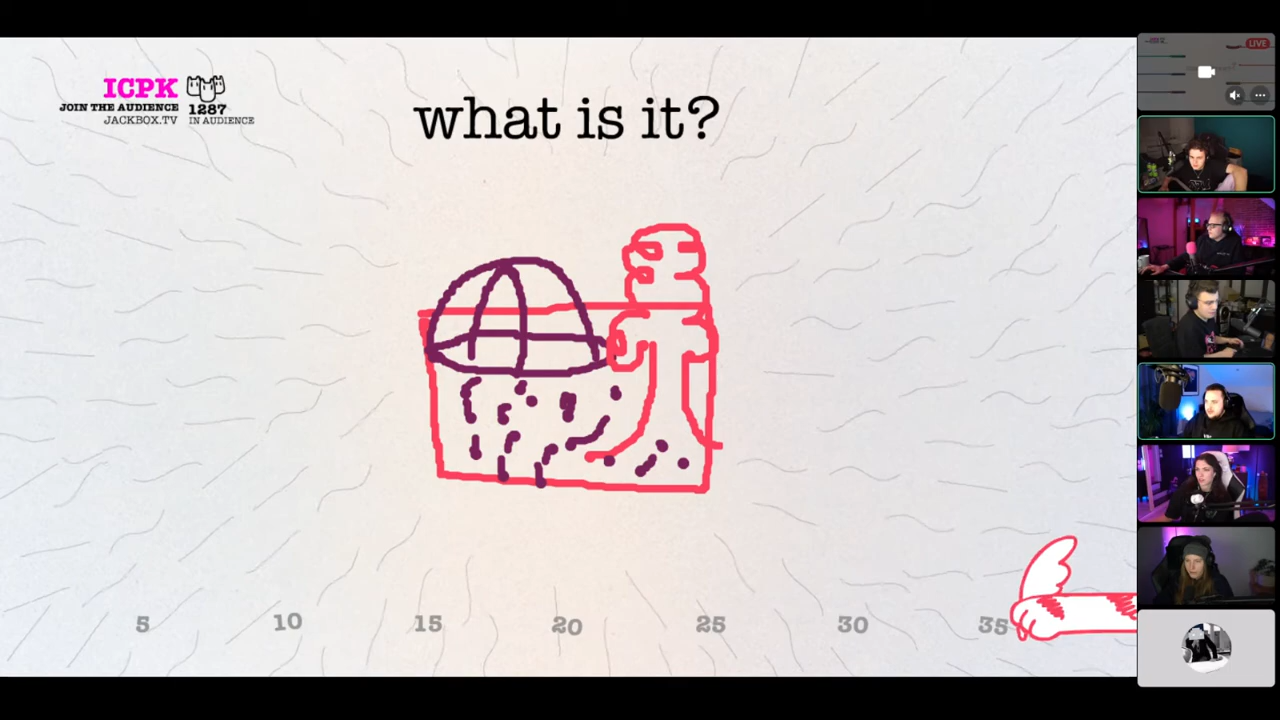 ICPK
JOIN THE AUDIENCE
JACKBOX.TV
1287
IN AUDIENCE
what is it?
LIVE
5 10 15 20 25 30 35